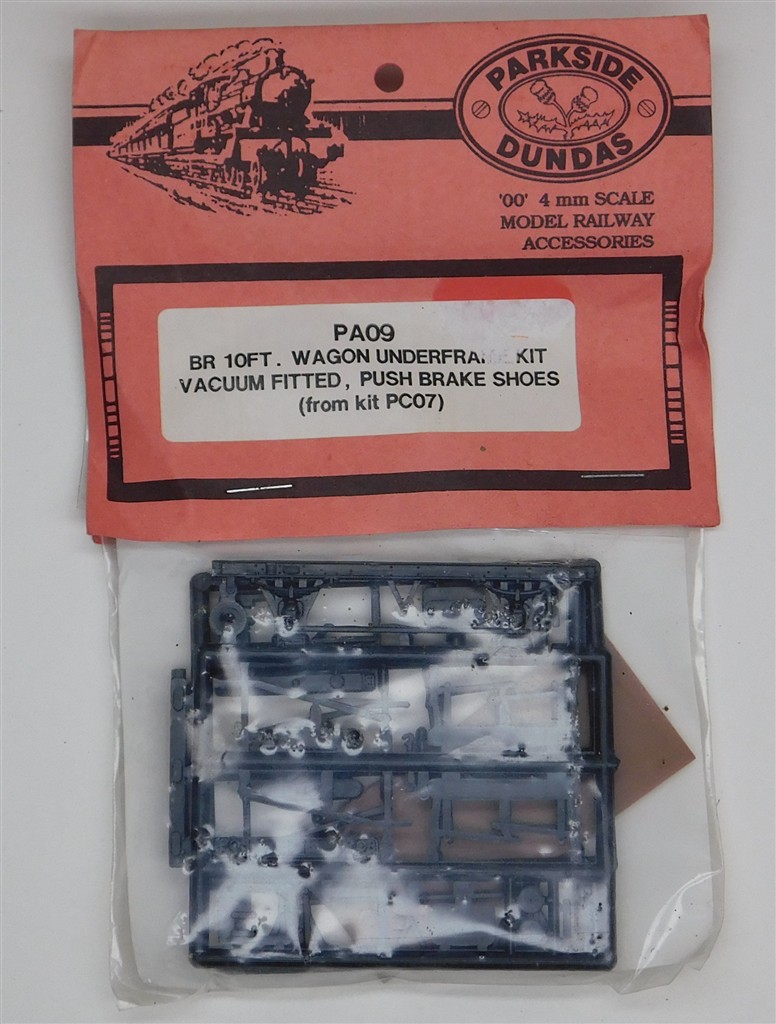 PARKSIDE
DUNDAS
'00' 4 mm SCALE
MODEL RAILWAY
ACCESSORIES
PA09
BR 10FT. WAGON KIT
VACUUM FITTED, PUSH BRAKE SHOES
(from kit PC07)